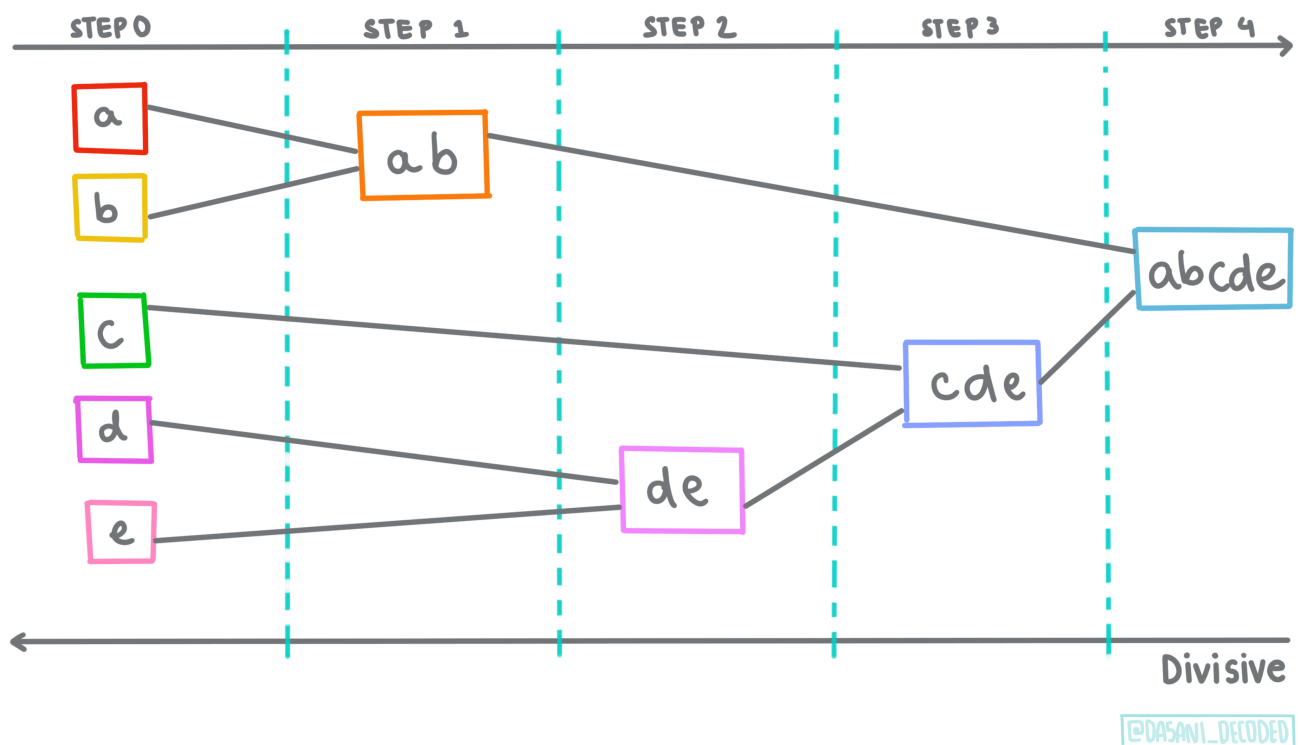 STEP 0
STEP 1
STEP 2
STEP 3
STEP 4
a
b
ab
c
d
e
de
cde
abcde
Divisive
@DASANI_DECODED